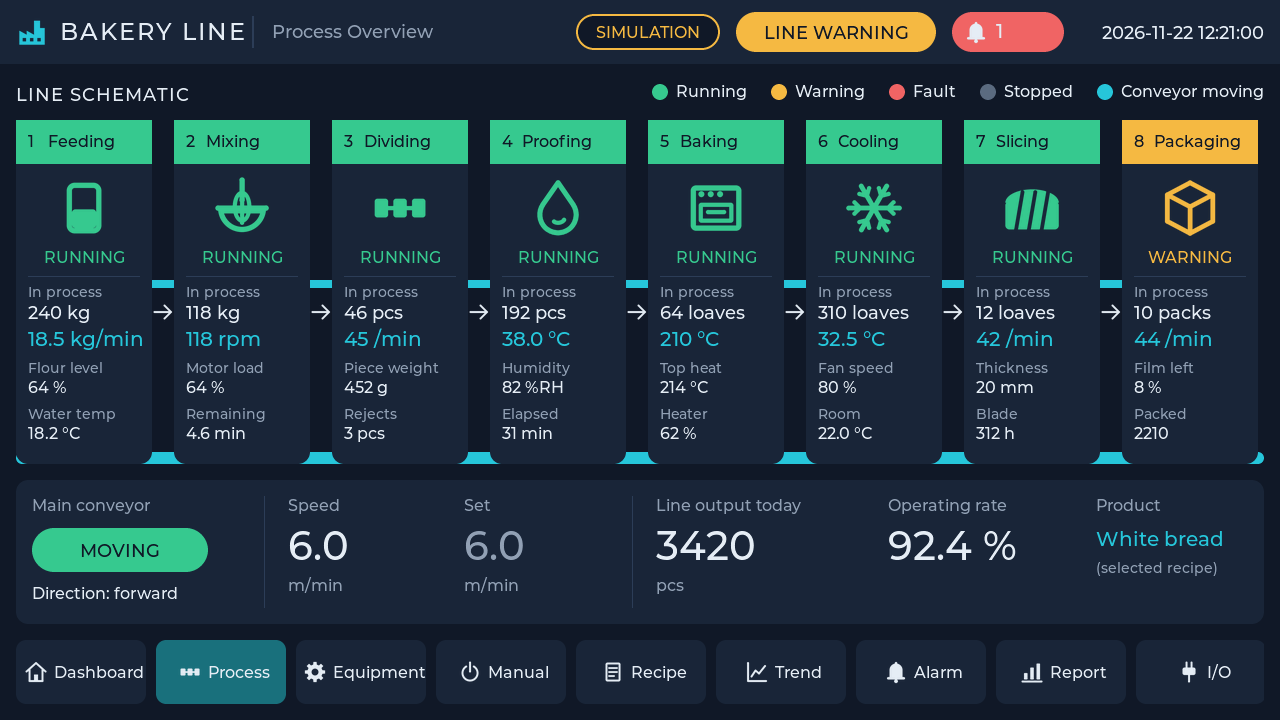 BAKERY LINE
Process Overview
SIMULATION
LINE WARNING
1
2026-11-22 12:21:00
LINE SCHEMATIC
Running
Warning
Fault
Stopped
Conveyor moving
1 Feeding
RUNNING
In process
240 kg
18.5 kg/min
Flour level
64 %
Water temp
18.2 °C
2 Mixing
RUNNING
In process
118 kg
118 rpm
Motor load
64 %
Remaining
4.6 min
3 Dividing
RUNNING
In process
46 pcs
45 /min
Piece weight
452 g
Rejects
3 pcs
4 Proofing
RUNNING
In process
192 pcs
38.0 °C
Humidity
82 %RH
Elapsed
31 min
5 Baking
RUNNING
In process
64 loaves
210 °C
Top heat
214 °C
Heater
62 %
6 Cooling
RUNNING
In process
310 loaves
32.5 °C
Fan speed
80 %
Room
22.0 °C
7 Slicing
RUNNING
In process
12 loaves
42 /min
Thickness
20 mm
Blade
312 h
8 Packaging
WARNING
In process
10 packs
44 /min
Film left
8 %
Packed
2210
Main conveyor
MOVING
Direction: forward
Speed
6.0
m/min
Set
6.0
m/min
Line output today
3420
pcs
Operating rate
92.4 %
Product
White bread
(selected recipe)
Dashboard
Process
Equipment
Manual
Recipe
Trend
Alarm
Report
I/O